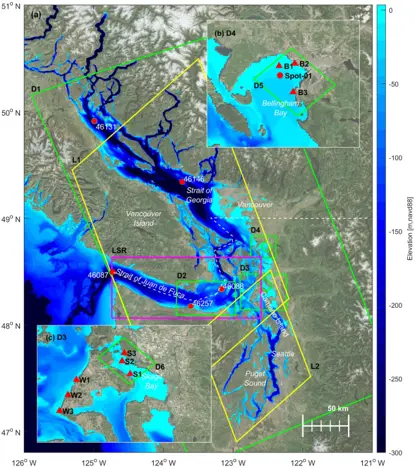 51° N
50° N
49° N
48° N
47° N
126° W
125° W
124° W
123° W
122° W
121° W
(a)
D1
L1
46131
46146
Strait of
Georgia
Vancouver
Vancouver
Island
D4
LSR
D2
D3
46087
Strait of Juan de Fuca
46088
46267
Seattle
Puget
Sound
L2
50 km
(b) D4
B1
B2
Spot-01
D5
B3
Bellingham
Bay
(c) D3
S3
S2
D6
S1
Bay
W1
W2
W3
0
-50
-100
-150
-200
-250
-300
Elevation [m,navd88]